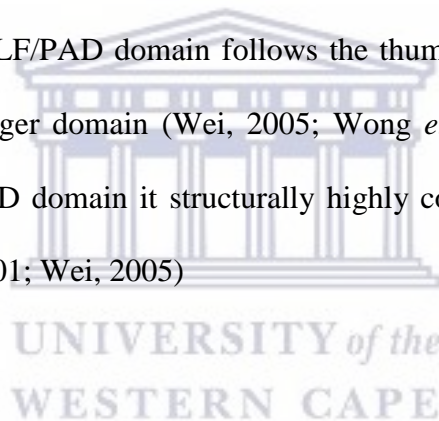 LF/PAD domain follows the thum
ger domain (Wei, 2005; Wong e
D domain it structurally highly co
01; Wei, 2005)
UNIVERSITY of the
WESTERN CAPE